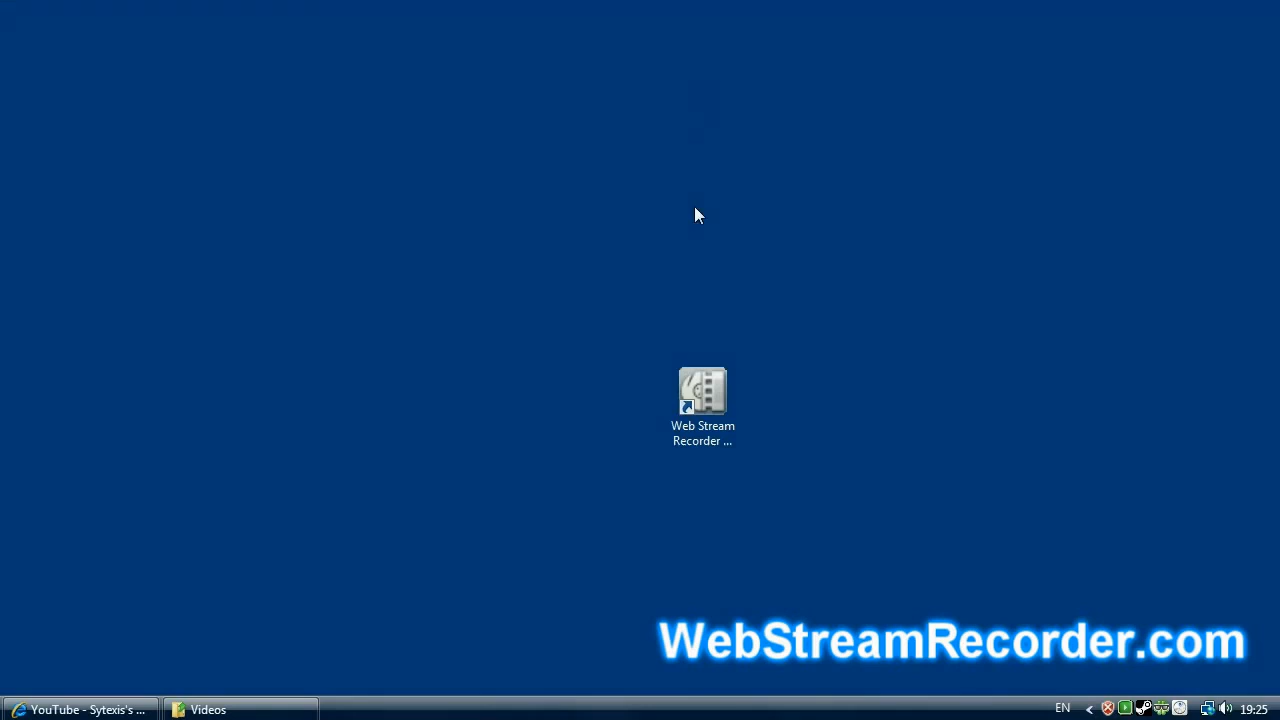 Web Stream
Recorder ...
WebStreamRecorder.com
YouTube - Sytexis's ...
Videos
EN
19:25